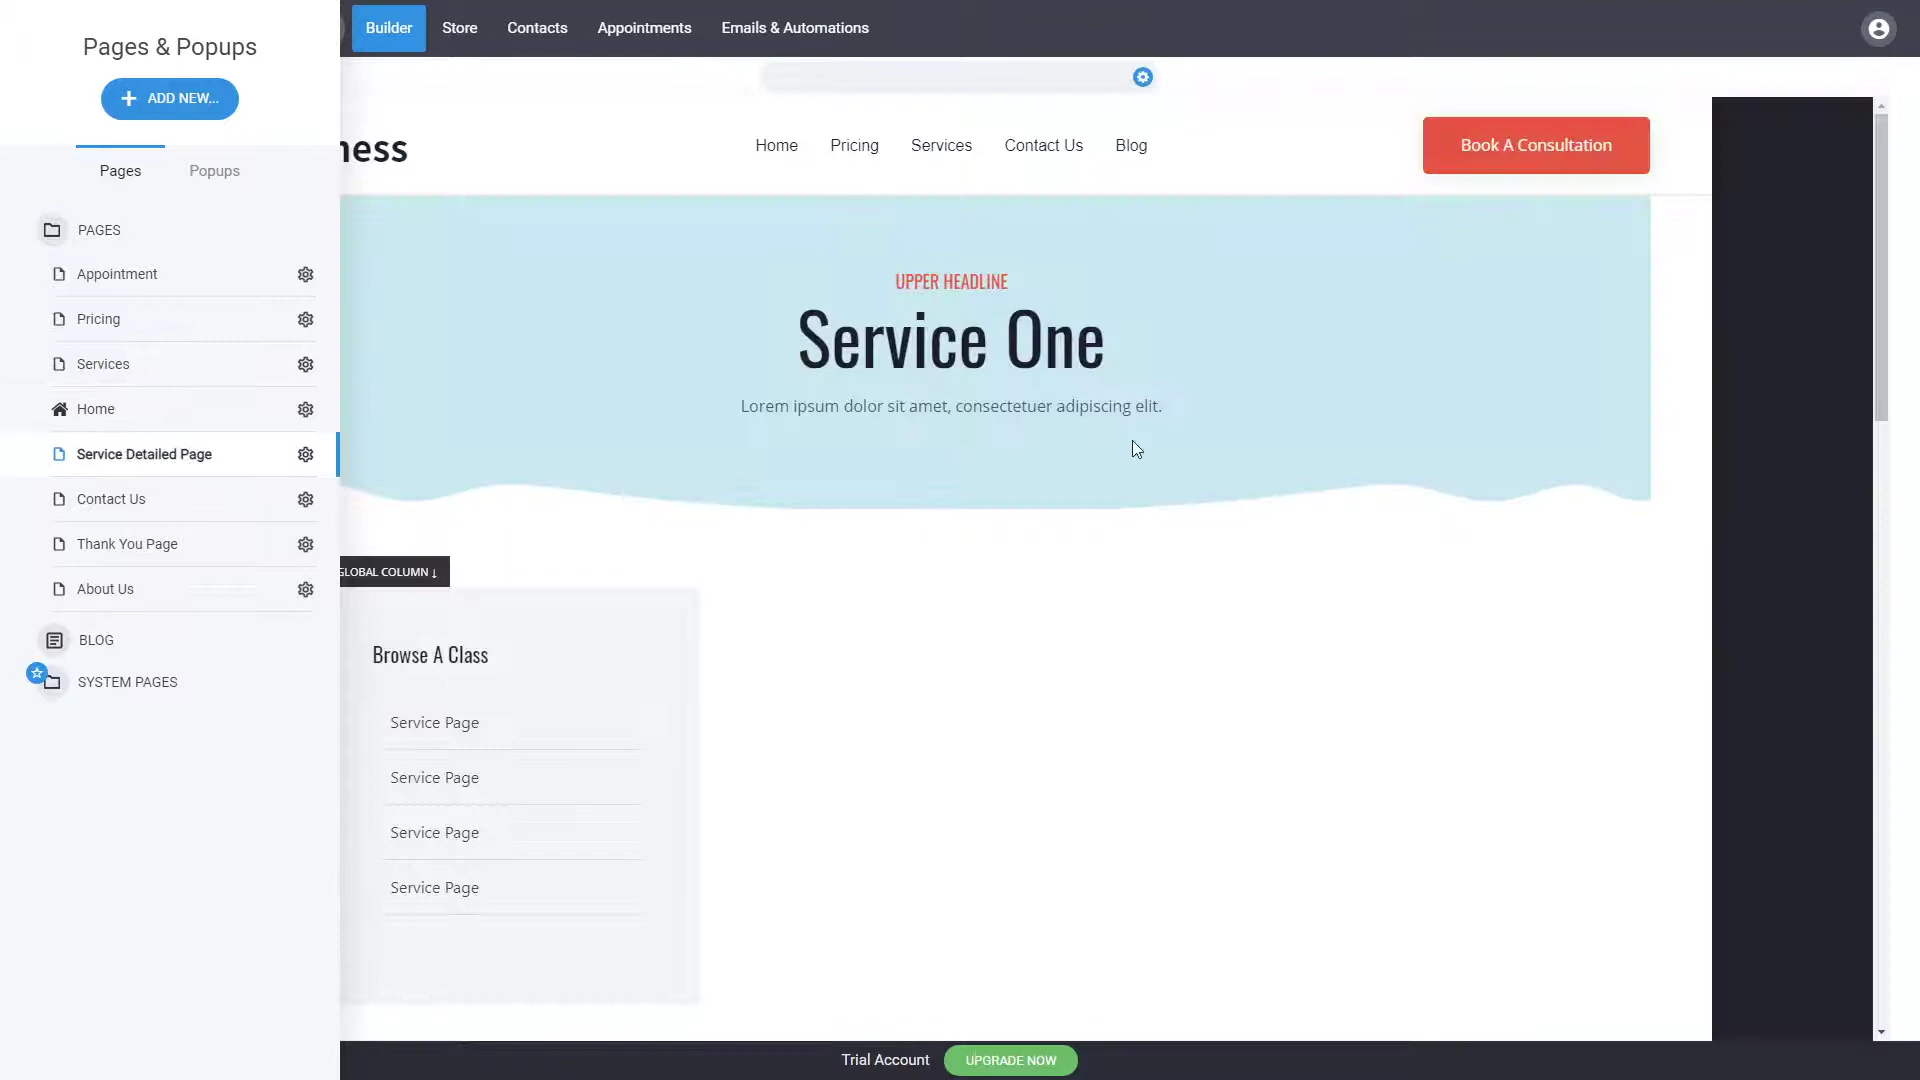 Pages & Popups
ADD NEW...
Pages
Popups
PAGES
Appointment
Pricing
Services
Home
Service Detailed Page
Contact Us
Thank You Page
About Us
BLOG
SYSTEM PAGES
Builder
Store
Contacts
Appointments
Emails & Automations
ness
Home
Pricing
Services
Contact Us
Blog
Book A Consultation
UPPER HEADLINE
Service One
Lorem ipsum dolor sit amet, consectetuer adipiscing elit.
GLOBAL COLUMN ↓
Browse A Class
Service Page
Service Page
Service Page
Service Page
Trial Account
UPGRADE NOW